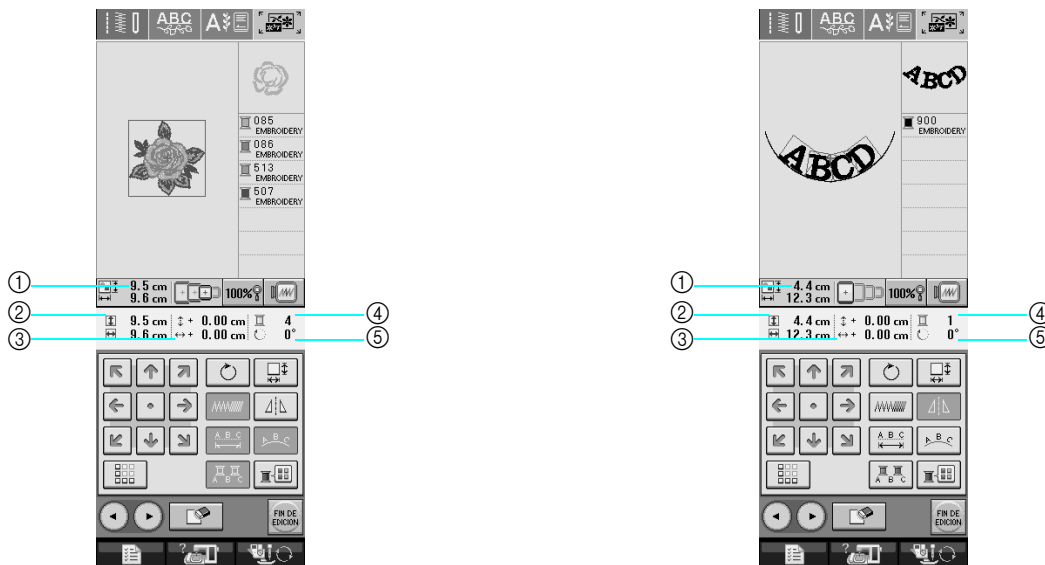 ABC
A
085
EMBROIDERY
086
EMBROIDERY
513
EMBROIDERY
507
EMBROIDERY
① 9.5 cm
9.6 cm 100%
② 9.5 cm + 0.00 cm 4 ④
③ 9.6 cm + 0.00 cm 0° ⑤
A B C
A B C
A B C
FIN DE
EDICION
?
ABC
A
ABCD
900
EMBROIDERY
ABCD
① 4.4 cm
12.3 cm 100%
② 4.4 cm + 0.00 cm 1 ④
③ 12.3 cm + 0.00 cm 0° ⑤
A B C
A B C
A B C
FIN DE
EDICION
?